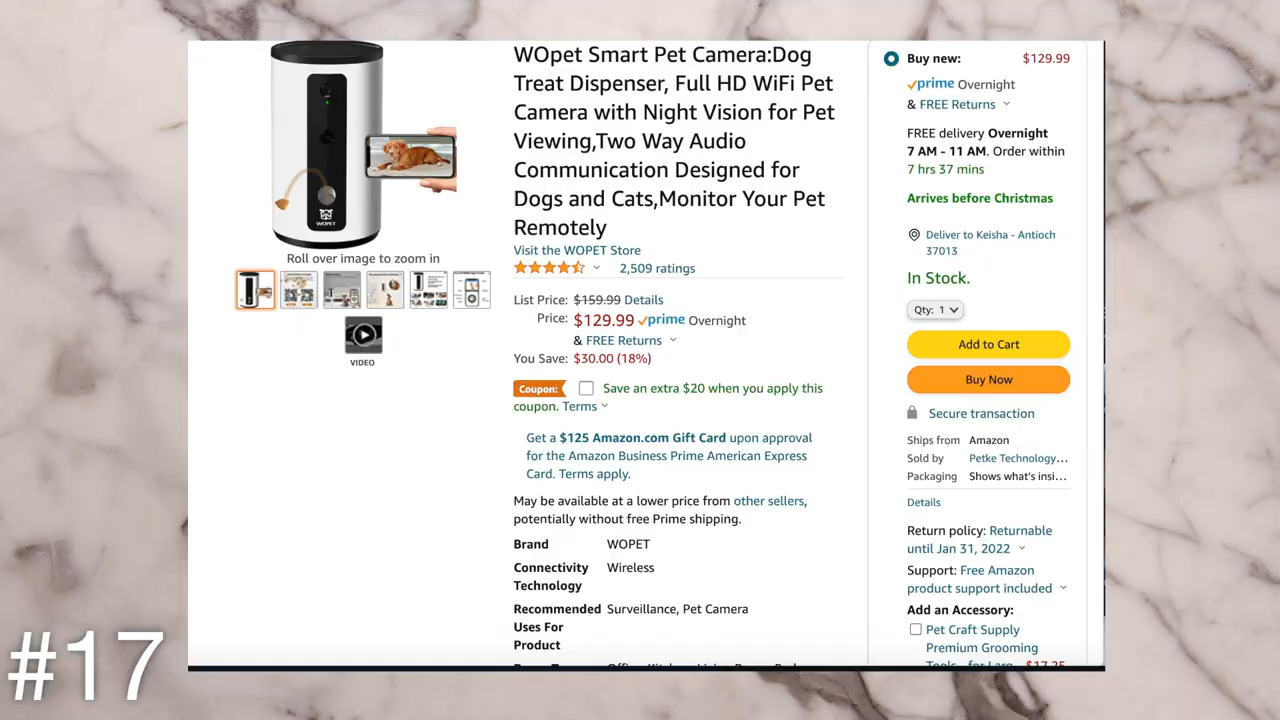 WOpet Smart Pet Camera:Dog
Treat Dispenser, Full HD WiFi Pet
Camera with Night Vision for Pet
Viewing,Two Way Audio
Communication Designed for
Dogs and Cats,Monitor Your Pet
Remotely
Visit the WOPET Store
2,509 ratings
List Price: $159.99 Details
Price: $129.99 prime Overnight
& FREE Returns
You Save: $30.00 (18%)
Coupon: Save an extra $20 when you apply this
coupon. Terms
Get a $125 Amazon.com Gift Card upon approval
for the Amazon Business Prime American Express
Card. Terms apply.
May be available at a lower price from other sellers,
potentially without free Prime shipping.
Brand WOPET
Connectivity Wireless
Technology
Recommended Surveillance, Pet Camera
Uses For
Product
WOPET
Roll over image to zoom in
VIDEO
Buy new: $129.99
prime Overnight
& FREE Returns
FREE delivery Overnight
7 AM - 11 AM. Order within
7 hrs 37 mins
Arrives before Christmas
Deliver to Keisha - Antioch
37013
In Stock.
Qty: 1
Add to Cart
Buy Now
Secure transaction
Ships from Amazon
Sold by Petke Technology...
Packaging Shows what's insi...
Details
Return policy: Returnable
until Jan 31, 2022
Support: Free Amazon
product support included
Add an Accessory:
Pet Craft Supply
Premium Grooming
Tools - for Larg... $17.25
#17